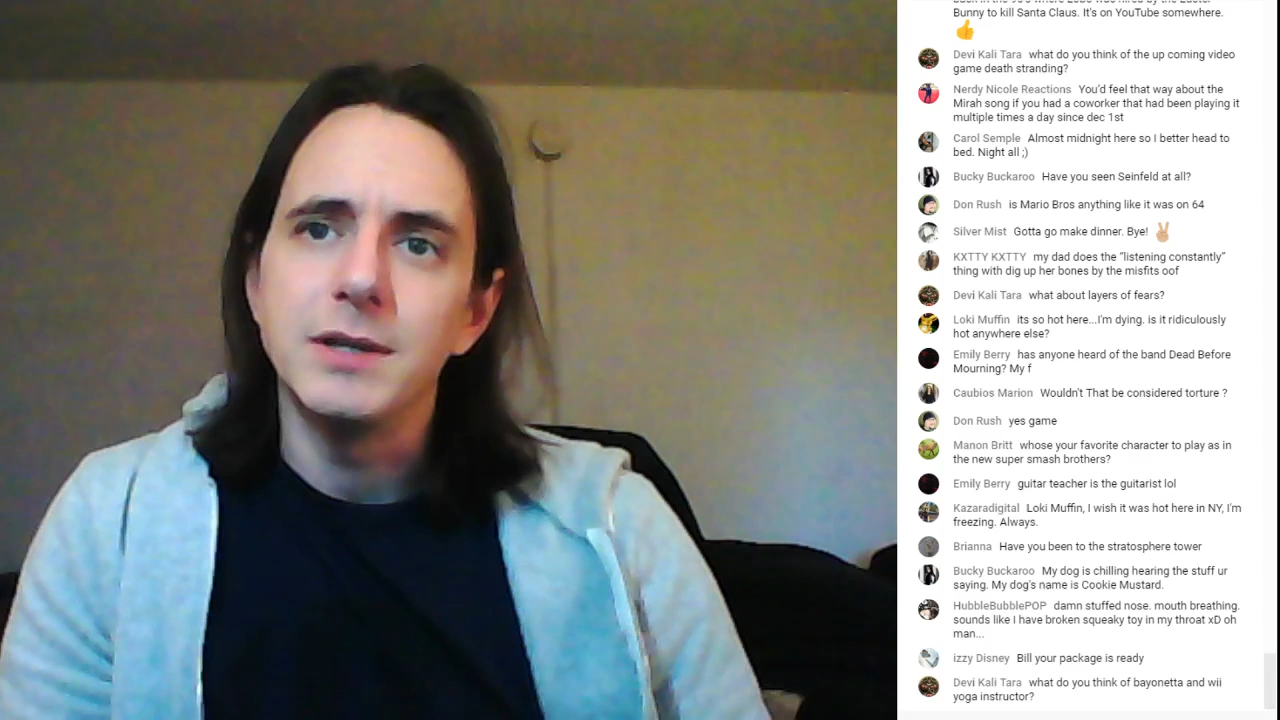 Bunny to kill Santa Claus. It's on YouTube somewhere.
👍
Devi Kali Tara what do you think of the up coming video
game death stranding?
Nerdy Nicole Reactions You'd feel that way about the
Mirah song if you had a coworker that had been playing it
multiple times a day since dec 1st
Carol Semple Almost midnight here so I better head to
bed. Night all ;)
Bucky Buckaroo Have you seen Seinfeld at all?
Don Rush is Mario Bros anything like it was on 64
Silver Mist Gotta go make dinner. Bye! ✌🏼
KXTTY KXTTY my dad does the “listening constantly”
thing with dig up her bones by the misfits oof
Devi Kali Tara what about layers of fears?
Loki Muffin its so hot here...I'm dying. is it ridiculously
hot anywhere else?
Emily Berry has anyone heard of the band Dead Before
Mourning? My f
Caubios Marion Wouldn't That be considered torture ?
Don Rush yes game
Manon Britt whose your favorite character to play as in
the new super smash brothers?
Emily Berry guitar teacher is the guitarist lol
Kazaradigital Loki Muffin, I wish it was hot here in NY, I'm
freezing. Always.
Brianna Have you been to the stratosphere tower
Bucky Buckaroo My dog is chilling hearing the stuff ur
saying. My dog's name is Cookie Mustard.
HubbleBubblePOP damn stuffed nose. mouth breathing.
sounds like I have broken squeaky toy in my throat xD oh
man...
izzy Disney Bill your package is ready
Devi Kali Tara what do you think of bayonetta and wii
yoga instructor?